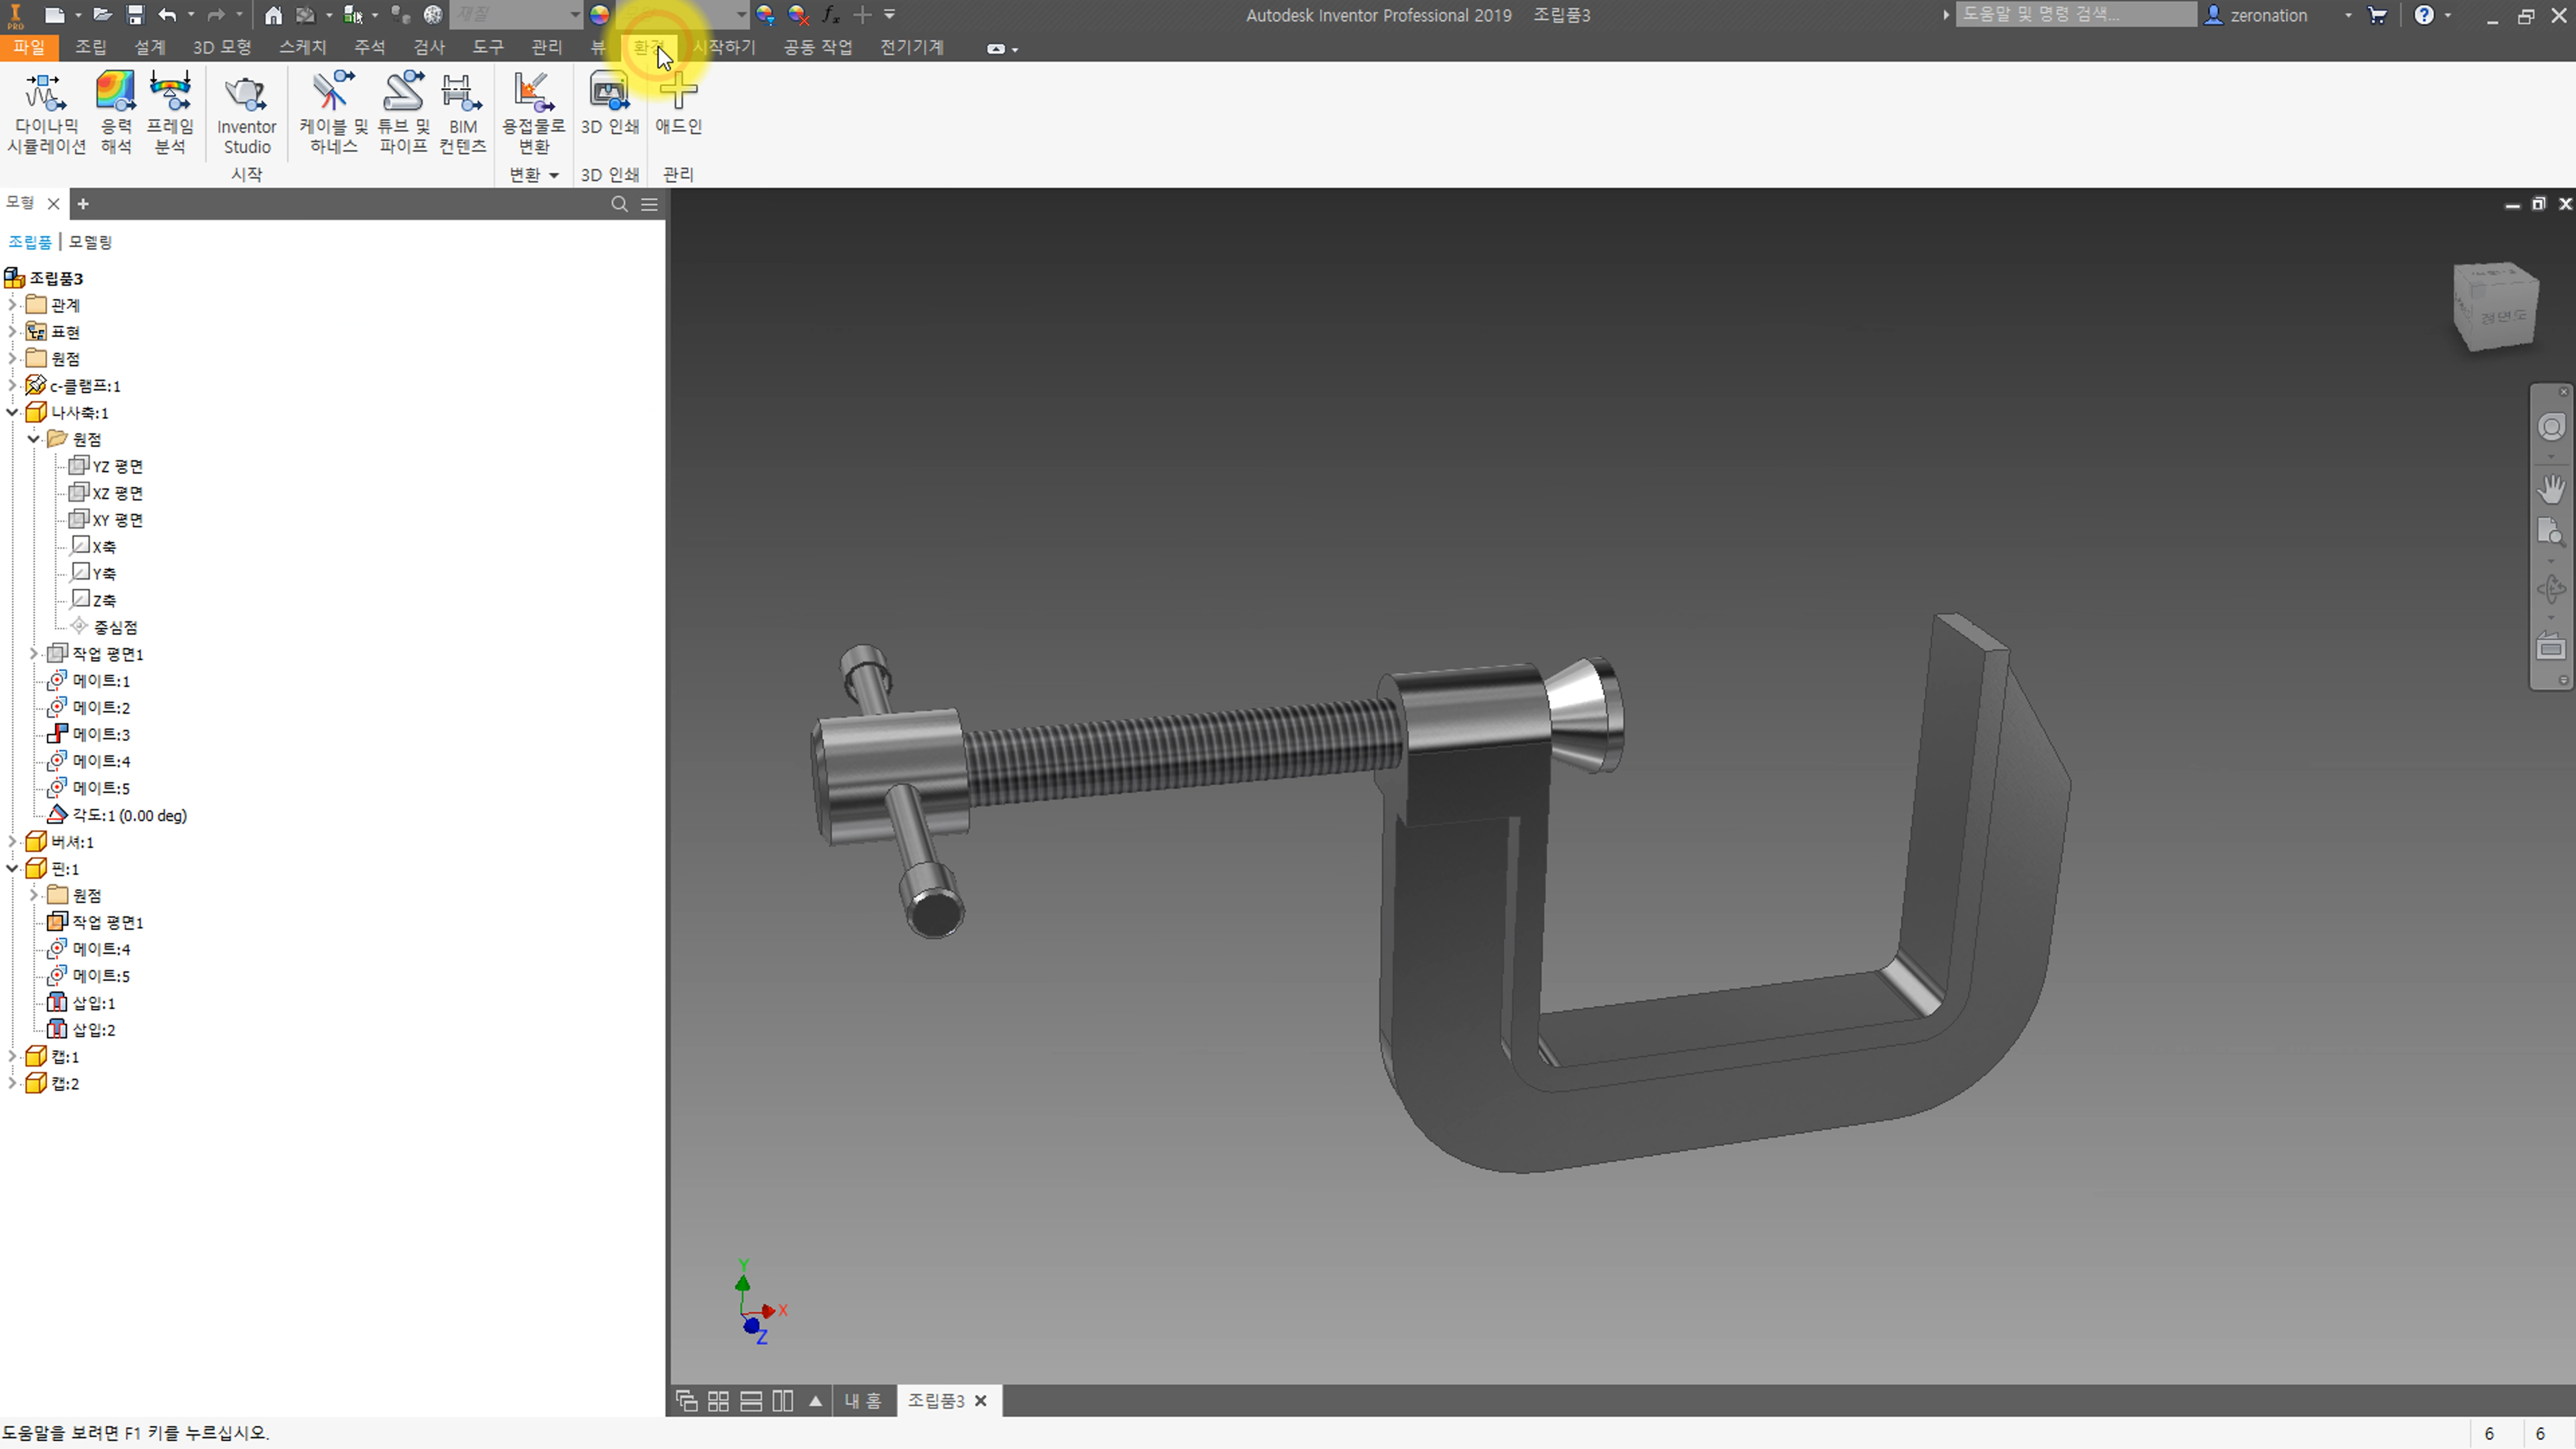 PRO
재질
Autodesk Inventor Professional 2019 조립품3
도움말 및 명령 검색...
zeronation
파일 조립 설계 3D 모형 스케치 주석 검사 도구 관리 뷰 환경 시작하기 공동 작업 전기기계
다이나믹
시뮬레이션
응력
해석
프레임
분석
Inventor
Studio
케이블 및
하네스
튜브 및
파이프
BIM
컨텐츠
용접물로
변환
3D 인쇄
애드인
시작
변환
3D 인쇄
관리
모형
조립품 | 모델링
조립품3
관계
표현
원점
c-클램프:1
나사축:1
원점
YZ 평면
XZ 평면
XY 평면
X축
Y축
Z축
중심점
작업 평면1
메이트:1
메이트:2
메이트:3
메이트:4
메이트:5
각도:1 (0.00 deg)
버셔:1
핀:1
원점
작업 평면1
메이트:4
메이트:5
삽입:1
삽입:2
캡:1
캡:2
정면도
Y
X
Z
내 홈
조립품3
도움말을 보려면 F1 키를 누르십시오.
6 6